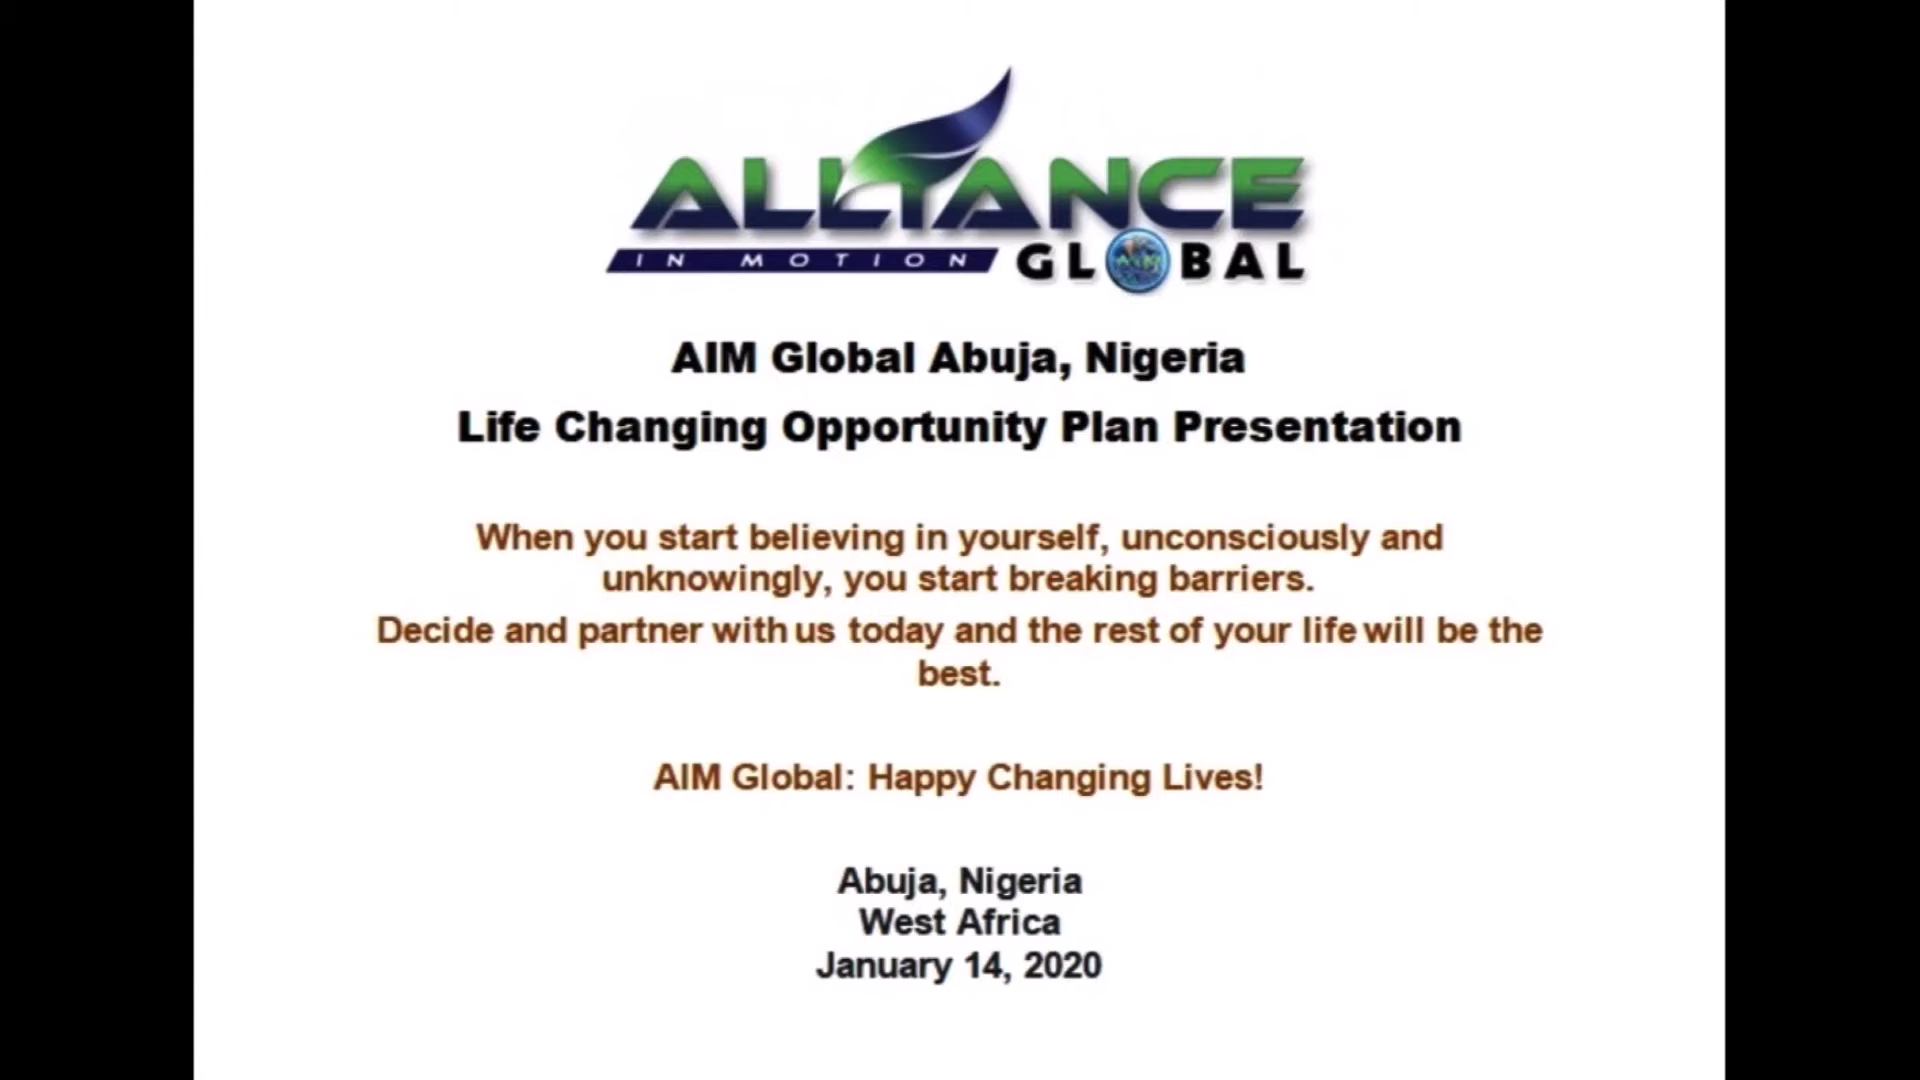 ALLIANCE
IN MOTION GLOBAL
AIM Global Abuja, Nigeria
Life Changing Opportunity Plan Presentation
When you start believing in yourself, unconsciously and
unknowingly, you start breaking barriers.
Decide and partner with us today and the rest of your life will be the
best.
AIM Global: Happy Changing Lives!
Abuja, Nigeria
West Africa
January 14, 2020